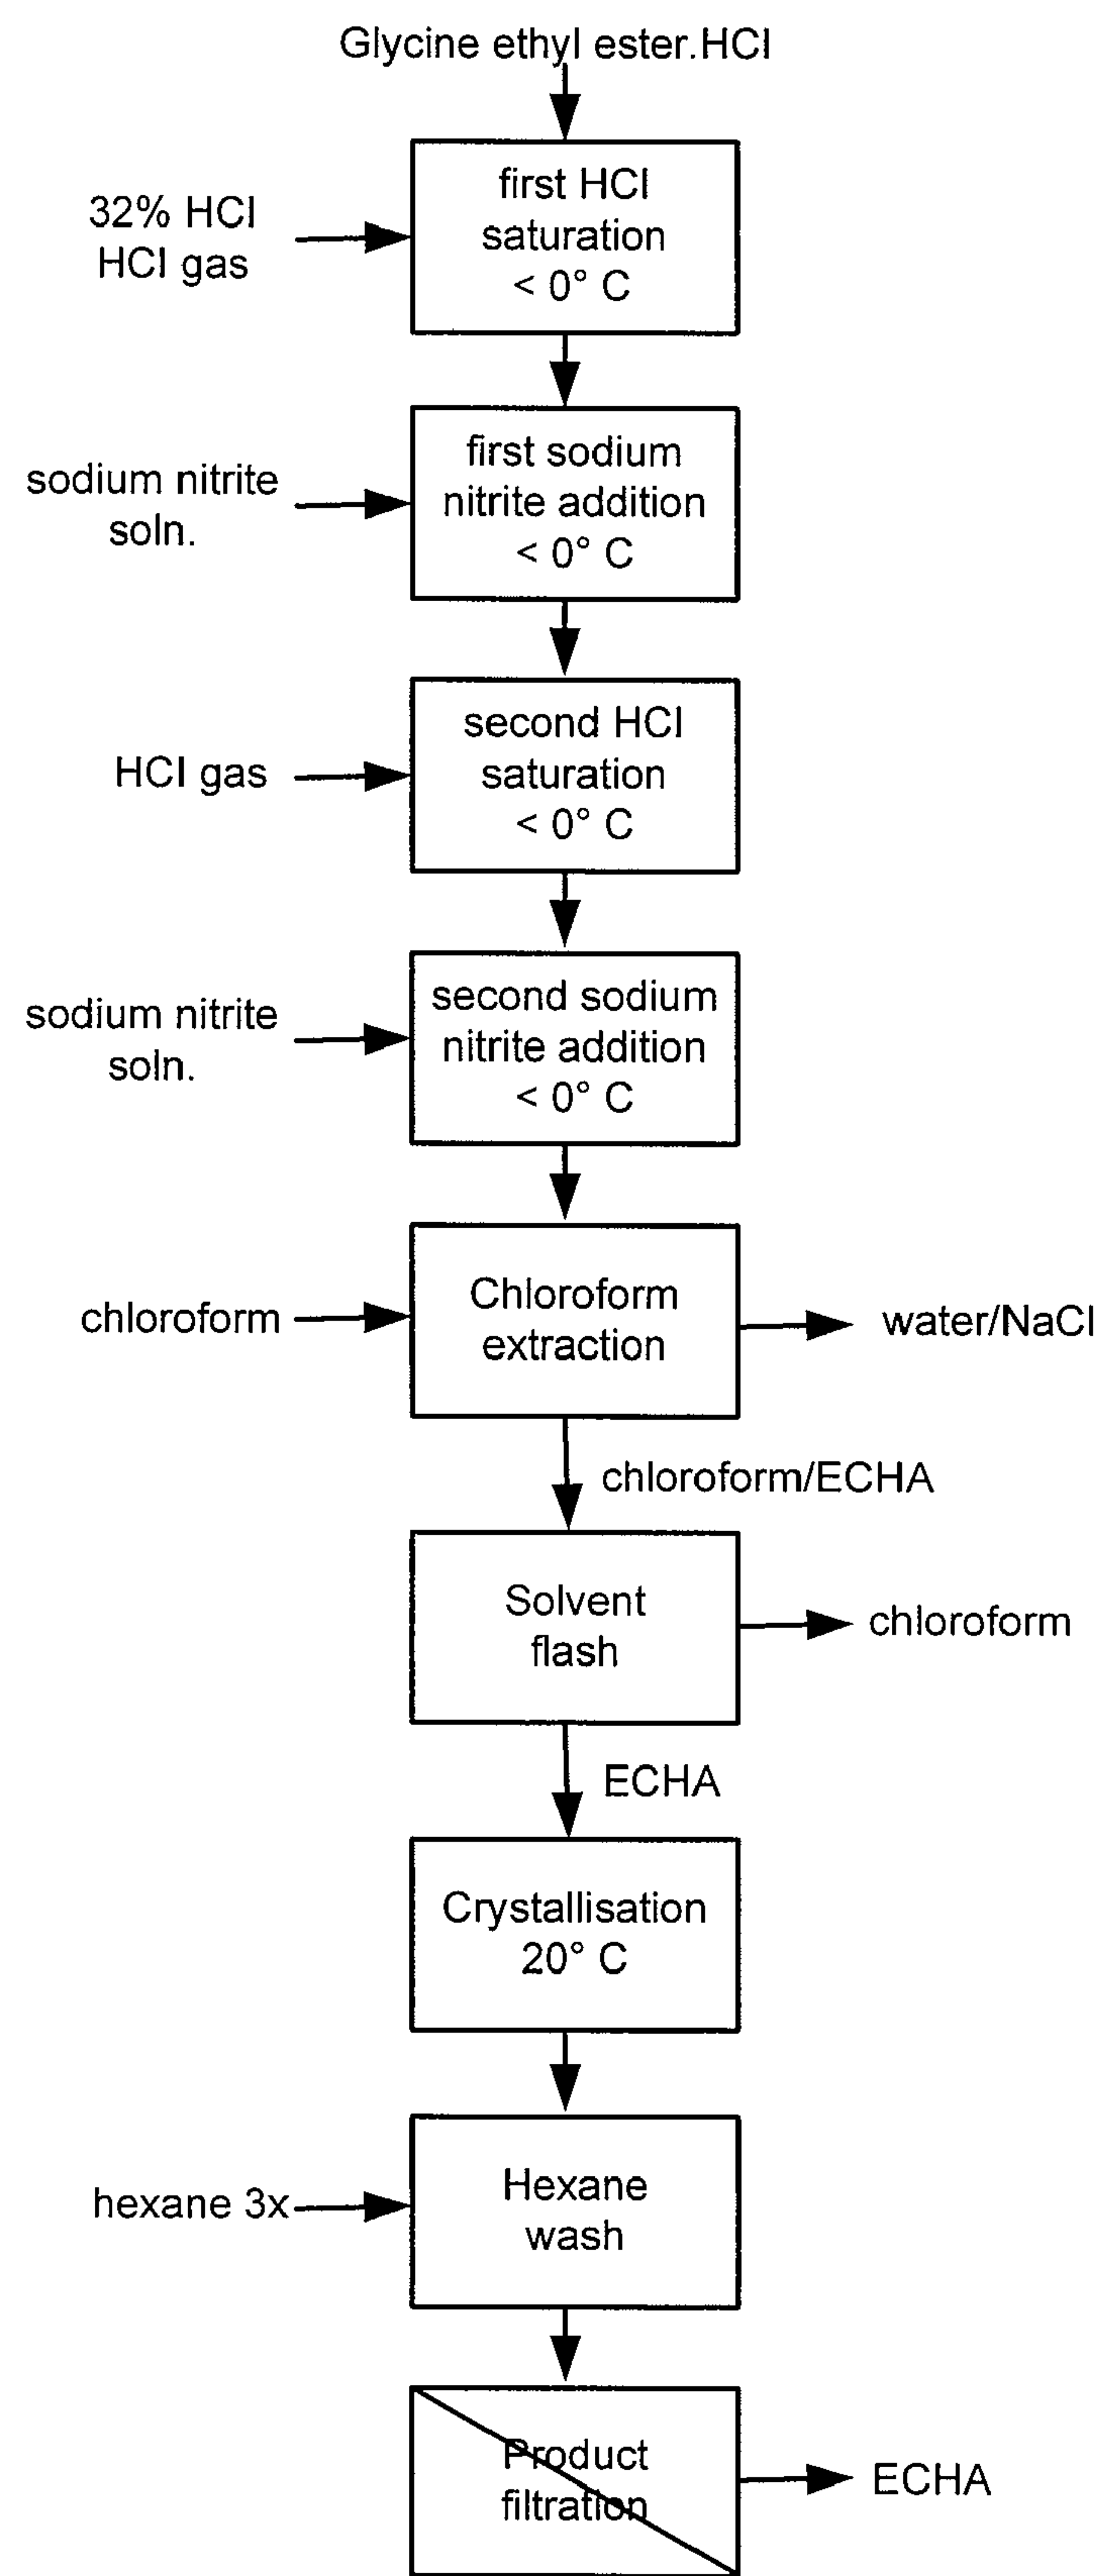 Glycine ethyl ester.HCl
32% HCl
HCl gas
first HCl
saturation
< 0° C
sodium nitrite
soln.
first sodium
nitrite addition
< 0° C
HCl gas
second HCl
saturation
< 0° C
sodium nitrite
soln.
second sodium
nitrite addition
< 0° C
chloroform
Chloroform
extraction
water/NaCl
chloroform/ECHA
Solvent
flash
chloroform
ECHA
Crystallisation
20° C
hexane 3x
Hexane
wash
Product
filtration
ECHA